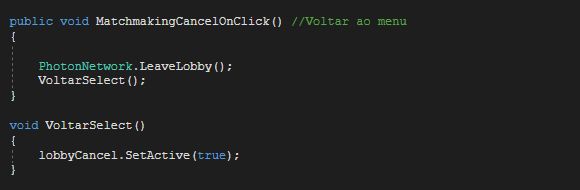 public void MatchmakingCancelOnClick() //Voltar ao menu
{
PhotonNetwork.LeaveLobby();
VoltarSelect();
}
void VoltarSelect()
{
lobbyCancel.SetActive(true);
}